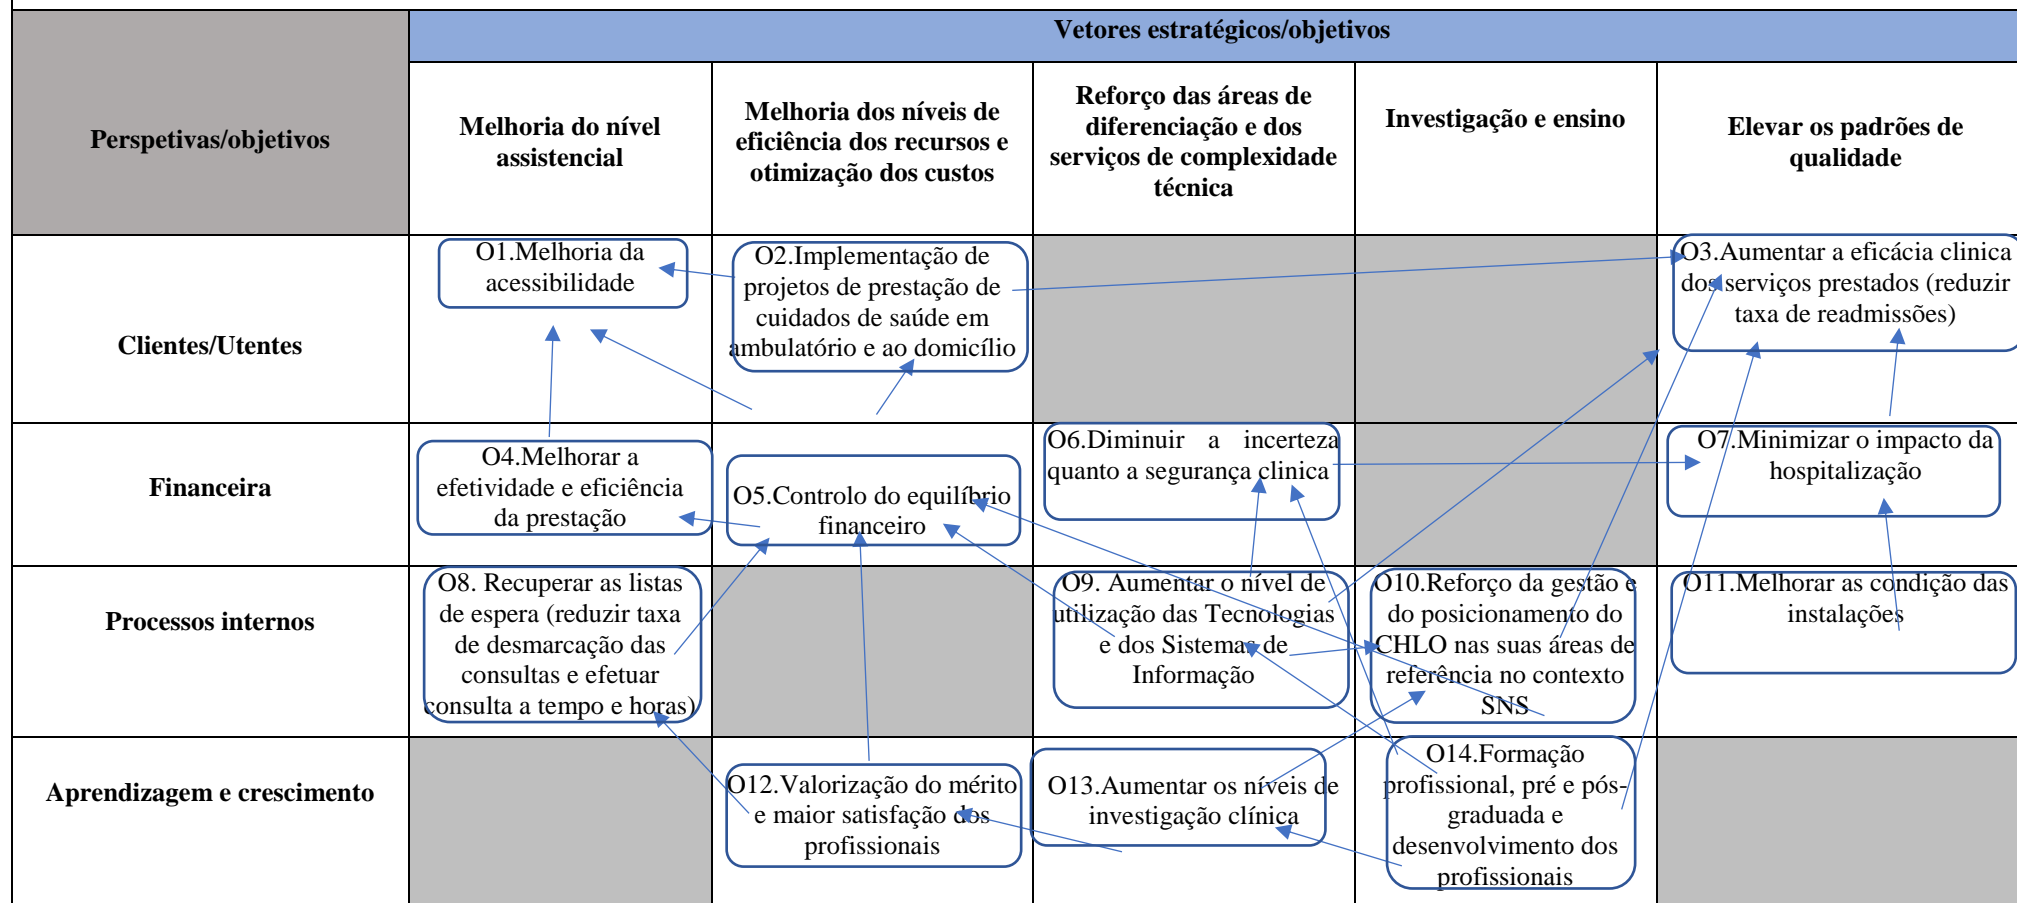 Vetores estratégicos/objetivos
Perspetivas/objetivos
Melhoria do nível
assistencial
Melhoria dos níveis de
eficiência dos recursos e
otimização dos custos
Reforço das áreas de
diferenciação e dos
serviços de complexidade
técnica
Investigação e ensino
Elevar os padrões de
qualidade
Clientes/Utentes
O1.Melhoria da
acessibilidade
O2.Implementação de
projetos de prestação de
cuidados de saúde em
ambulatório e ao domicílio
O3.Aumentar a eficácia clinica
dos serviços prestados (reduzir
taxa de readmissões)
Financeira
O4.Melhorar a
efetividade e eficiência
da prestação
O5.Controlo do equilíbrio
financeiro
O6.Diminuir a incerteza
quanto a segurança clinica
O7.Minimizar o impacto da
hospitalização
Processos internos
O8. Recuperar as listas
de espera (reduzir taxa
de desmarcação das
consultas e efetuar
consulta a tempo e horas)
O9. Aumentar o nível de
utilização das Tecnologias
e dos Sistemas de
Informação
O10.Reforço da gestão e
do posicionamento do
CHLO nas suas áreas de
referência no contexto
SNS
O11.Melhorar as condição das
instalações
Aprendizagem e crescimento
O12.Valorização do mérito
e maior satisfação dos
profissionais
O13.Aumentar os níveis de
investigação clínica
O14.Formação
profissional, pré e pós-
graduada e
desenvolvimento dos
profissionais